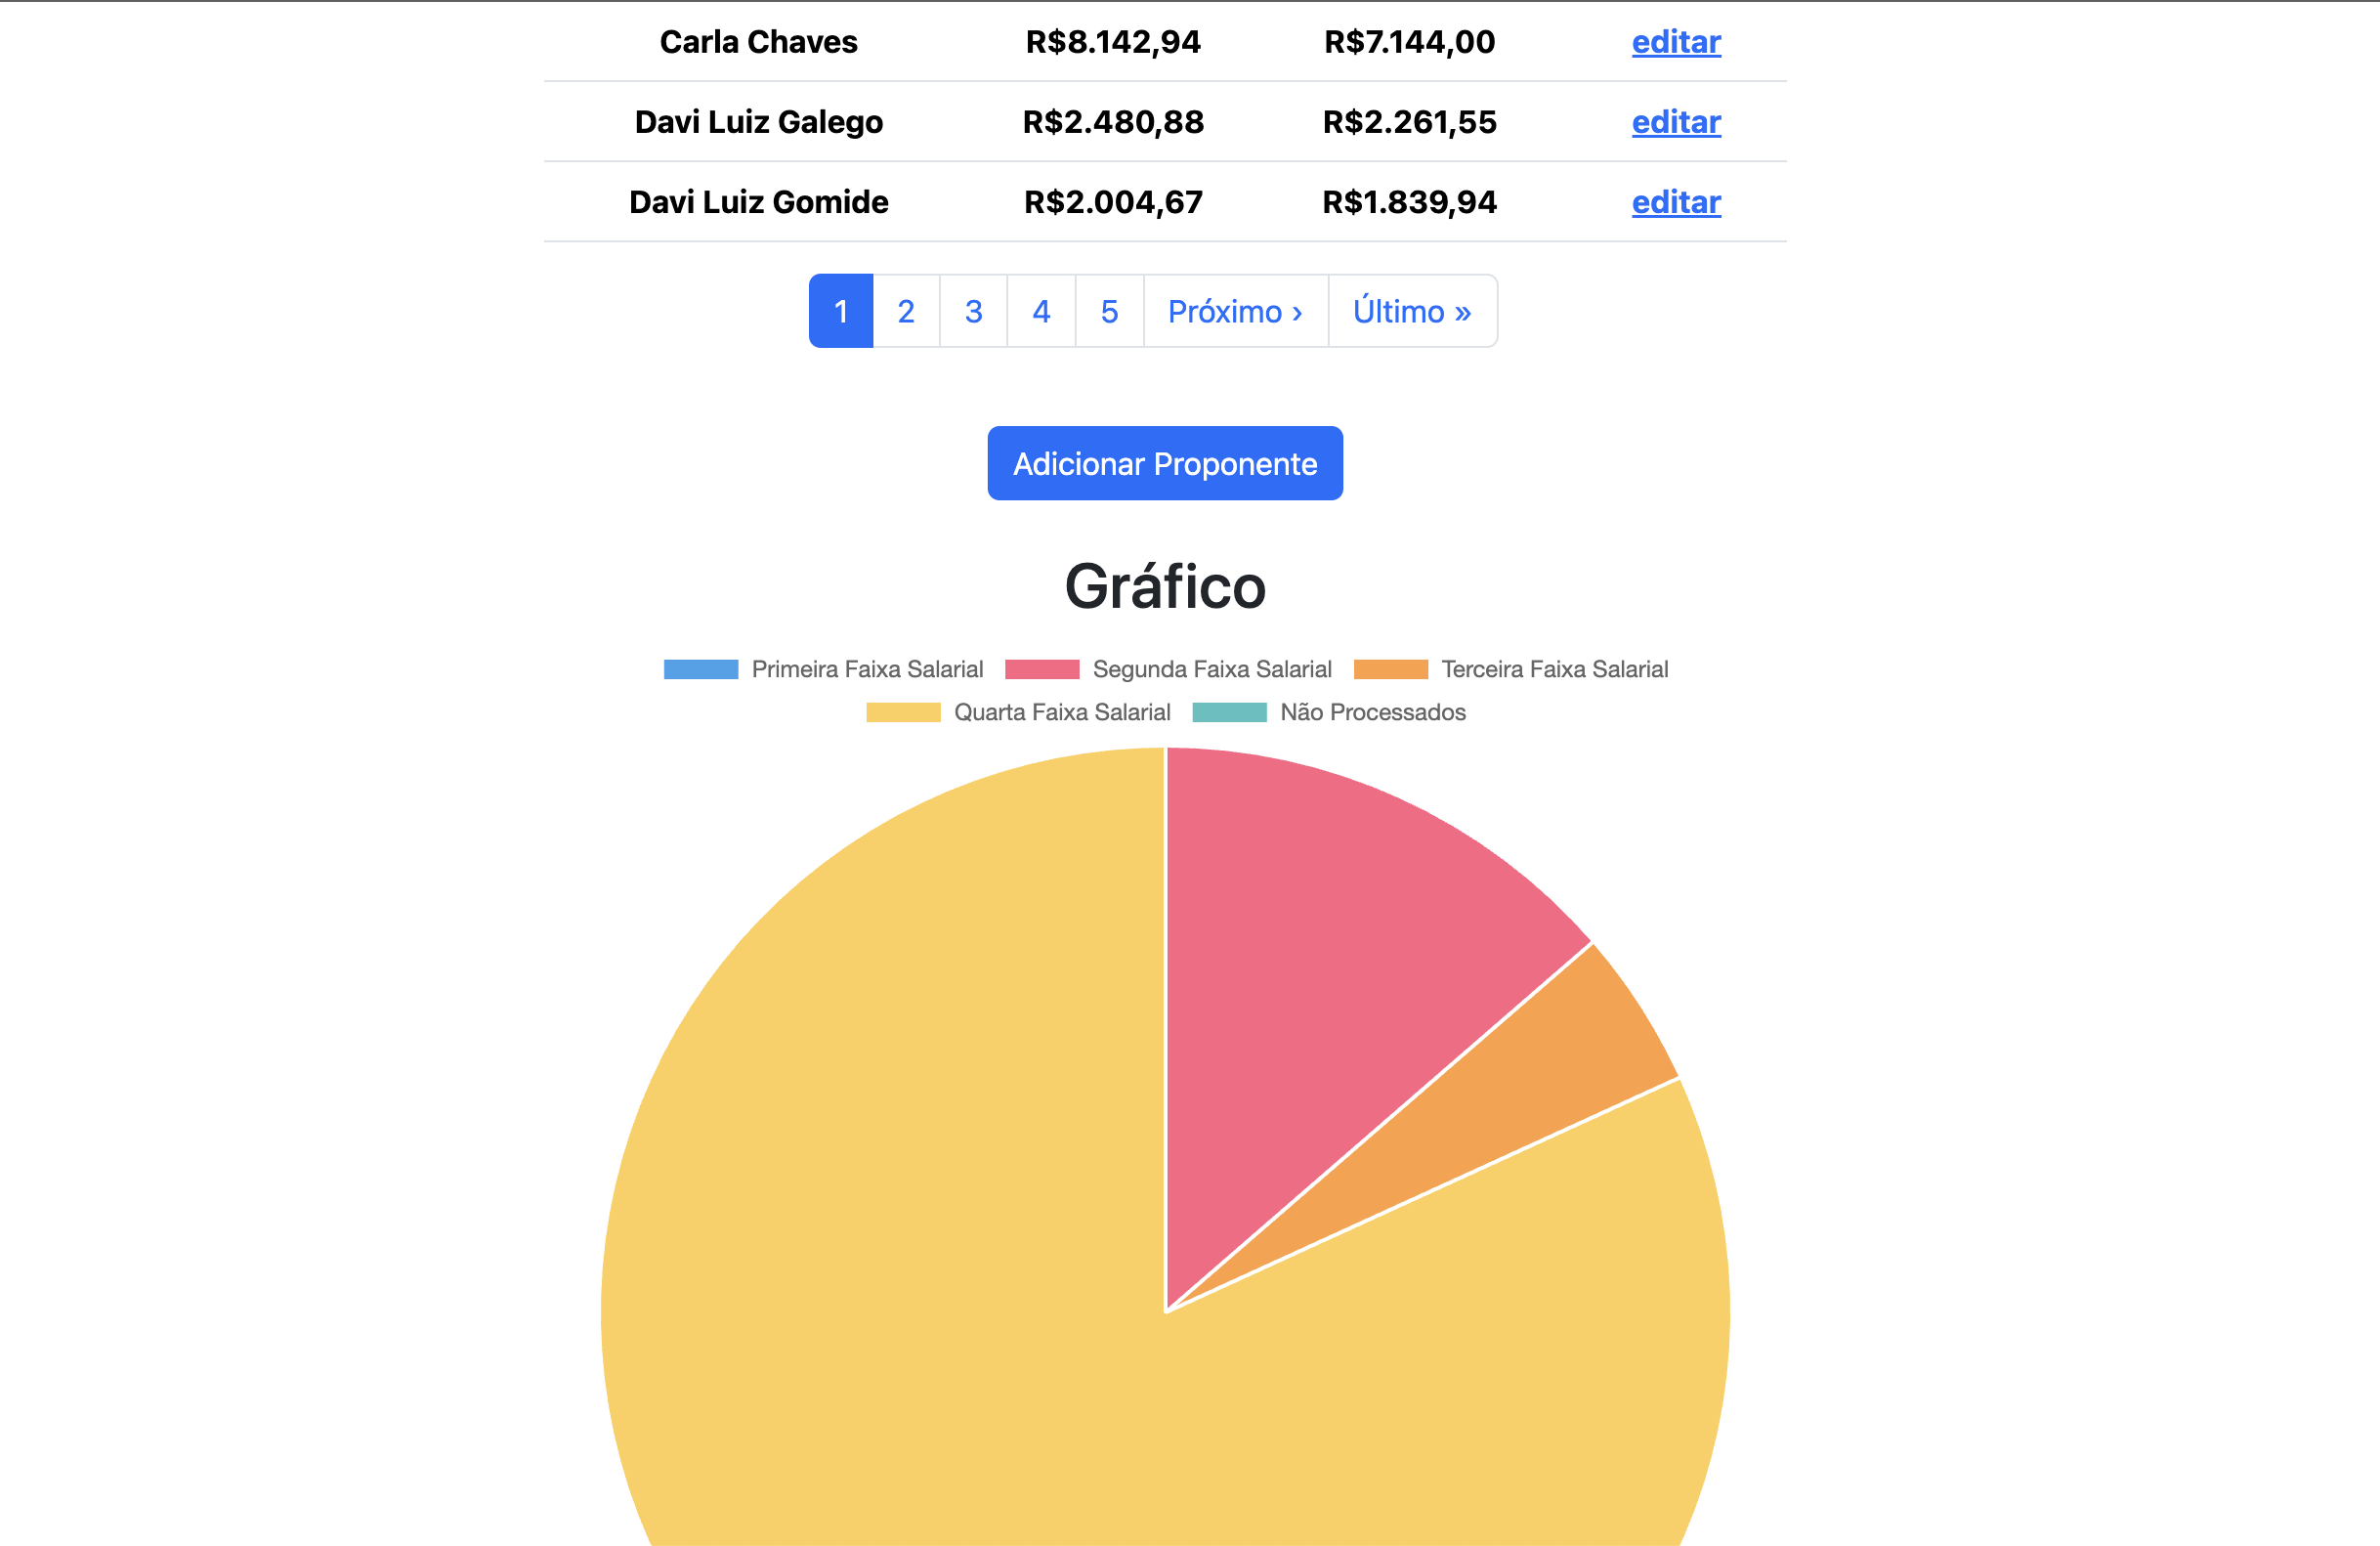 Carla Chaves R$8.142,94 R$7.144,00 editar
Davi Luiz Galego R$2.480,88 R$2.261,55 editar
Davi Luiz Gomide R$2.004,67 R$1.839,94 editar
1 2 3 4 5 Próximo › Último »
Adicionar Proponente
Gráfico
Primeira Faixa Salarial Segunda Faixa Salarial Terceira Faixa Salarial
Quarta Faixa Salarial Não Processados